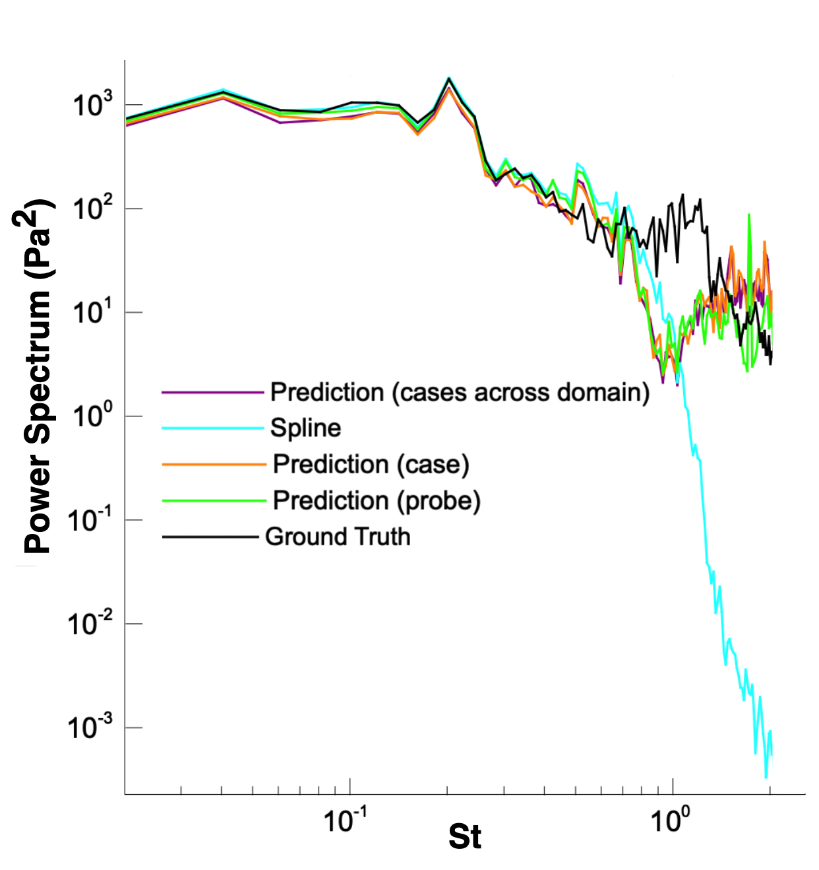 Power Spectrum (Pa²)
10³
10²
10¹
10⁰
10⁻¹
10⁻²
10⁻³
Prediction (cases across domain)
Spline
Prediction (case)
Prediction (probe)
Ground Truth
10⁻¹
10⁰
St